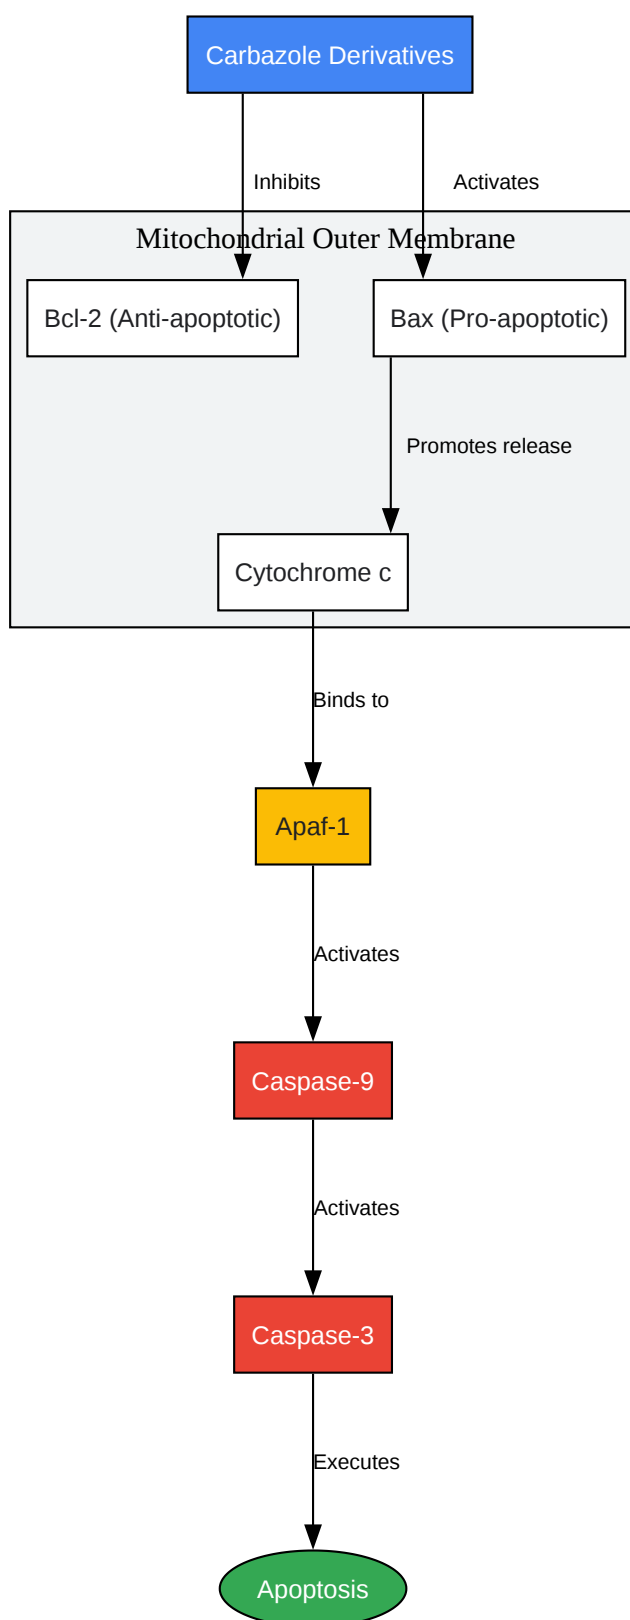 Carbazole Derivatives
Inhibits
Activates
Mitochondrial Outer Membrane
Bcl-2 (Anti-apoptotic)
Bax (Pro-apoptotic)
Promotes release
Cytochrome c
Binds to
Apaf-1
Activates
Caspase-9
Activates
Caspase-3
Executes
Apoptosis